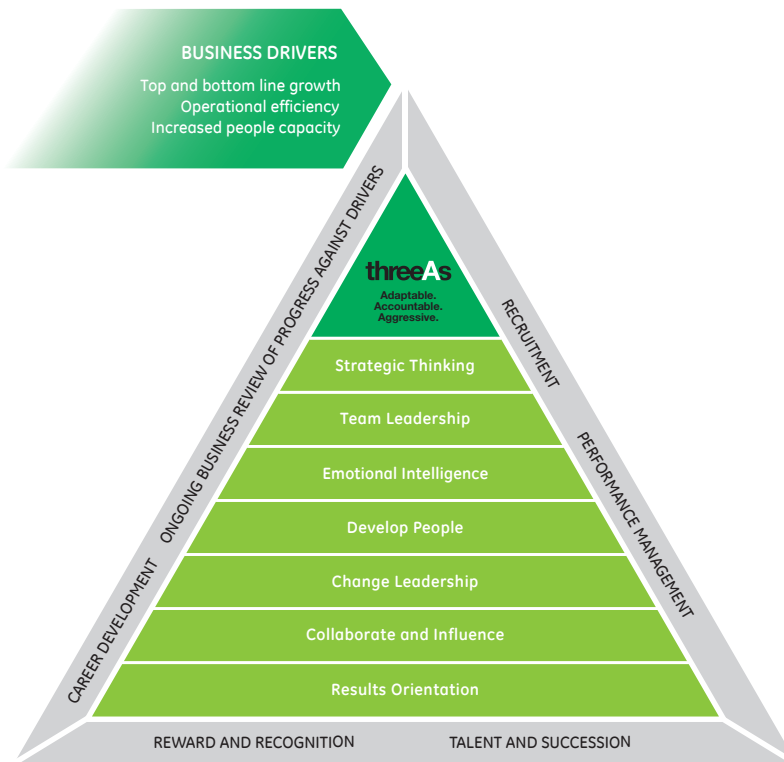 BUSINESS DRIVERS
Top and bottom line growth
Operational efficiency
Increased people capacity
threeAs
Adaptable.
Accountable.
Aggressive.
Strategic Thinking
Team Leadership
Emotional Intelligence
Develop People
Change Leadership
Collaborate and Influence
Results Orientation
CAREER DEVELOPMENT
ONGOING BUSINESS REVIEW OF PROGRESS AGAINST DRIVERS
RECRUITMENT
PERFORMANCE MANAGEMENT
REWARD AND RECOGNITION
TALENT AND SUCCESSION